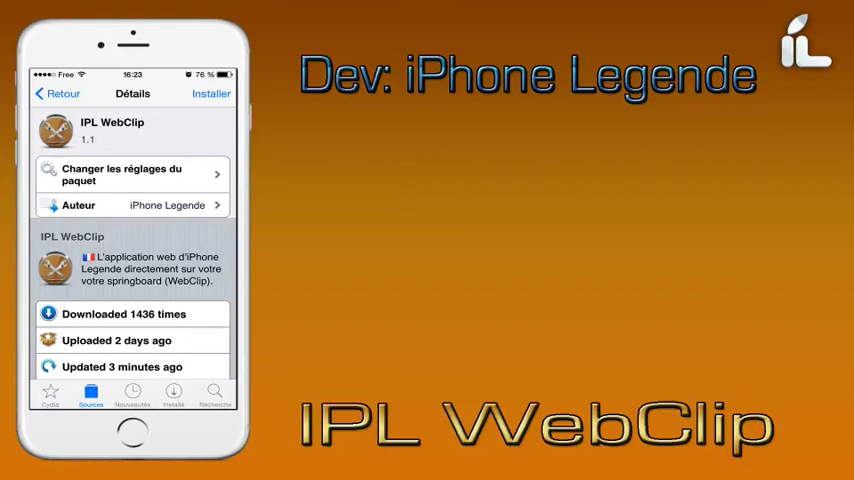 Dev: iPhone Legende
iL
Free 16:23 76 %
Retour Détails Installer
IPL WebClip
1.1
Changer les réglages du
paquet
Auteur iPhone Legende
IPL WebClip
L'application web d'iPhone
Legende directement sur votre
votre springboard (WebClip).
Downloaded 1436 times
Uploaded 2 days ago
Updated 3 minutes ago
Cydia Sources Nouveautés Installé Recherche
IPL WebClip